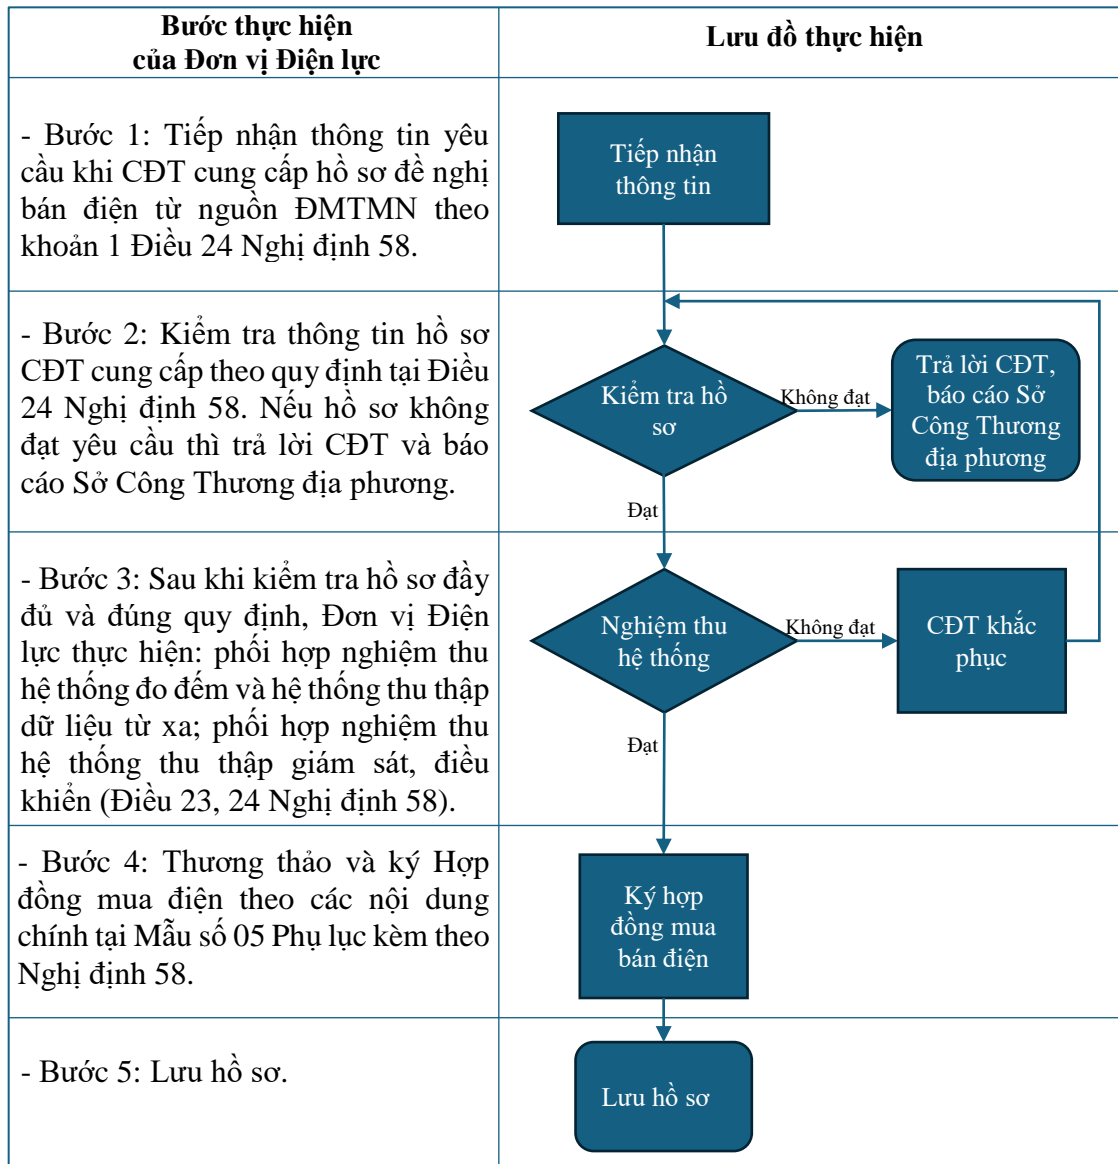 Bước thực hiện
của Đơn vị Điện lực
Lưu đồ thực hiện
- Bước 1: Tiếp nhận thông tin yêu
cầu khi CĐT cung cấp hồ sơ đề nghị
bán điện từ nguồn ĐMTMN theo
khoản 1 Điều 24 Nghị định 58.
Tiếp nhận
thông tin
- Bước 2: Kiểm tra thông tin hồ sơ
CĐT cung cấp theo quy định tại Điều
24 Nghị định 58. Nếu hồ sơ không
đạt yêu cầu thì trả lời CĐT và báo
cáo Sở Công Thương địa phương.
Kiểm tra hồ
sơ
Không đạt
Trả lời CĐT,
báo cáo Sở
Công Thương
địa phương
Đạt
- Bước 3: Sau khi kiểm tra hồ sơ đầy
đủ và đúng quy định, Đơn vị Điện
lực thực hiện: phối hợp nghiệm thu
hệ thống đo đếm và hệ thống thu thập
dữ liệu từ xa; phối hợp nghiệm thu
hệ thống thu thập giám sát, điều
khiển (Điều 23, 24 Nghị định 58).
Nghiệm thu
hệ thống
Không đạt
CĐT khắc
phục
Đạt
- Bước 4: Thương thảo và ký Hợp
đồng mua điện theo các nội dung
chính tại Mẫu số 05 Phụ lục kèm theo
Nghị định 58.
Ký hợp
đồng mua
bán điện
- Bước 5: Lưu hồ sơ.
Lưu hồ sơ